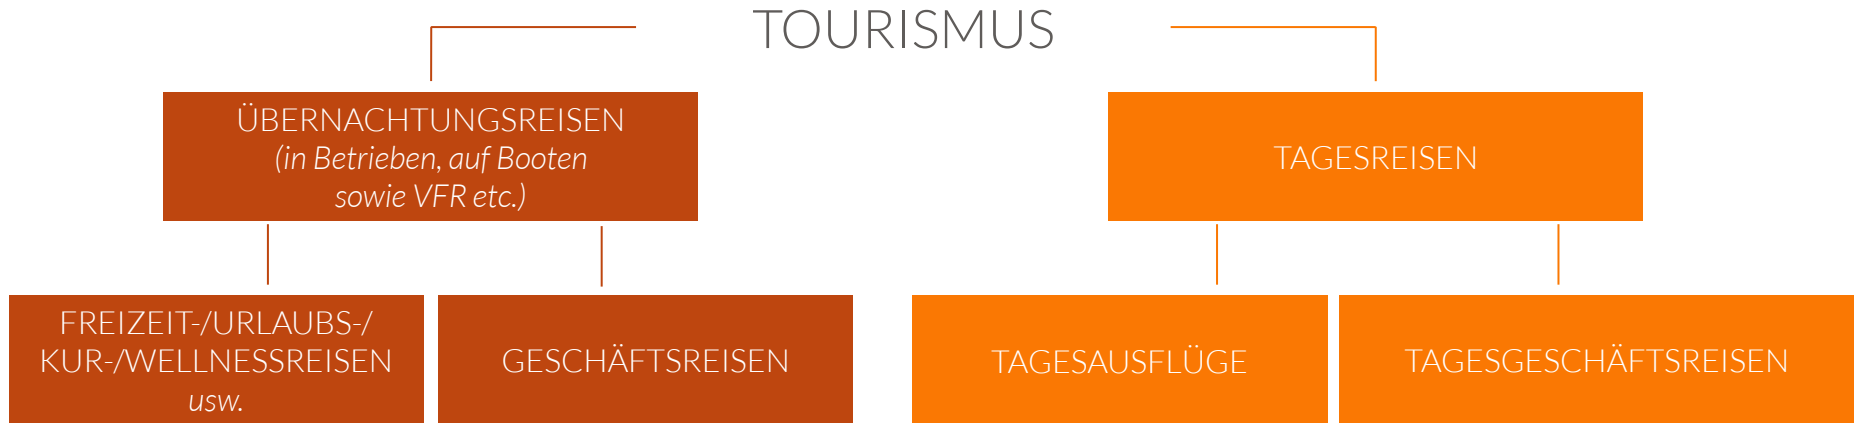 TOURISMUS
ÜBERNACHTUNGSREISEN
(in Betrieben, auf Booten
sowie VFR etc.)
TAGESREISEN
FREIZEIT-/URLAUBS-/
KUR-/WELLNESSREISEN
usw.
GESCHÄFTSREISEN
TAGESAUSFLÜGE
TAGESGESCHÄFTSREISEN